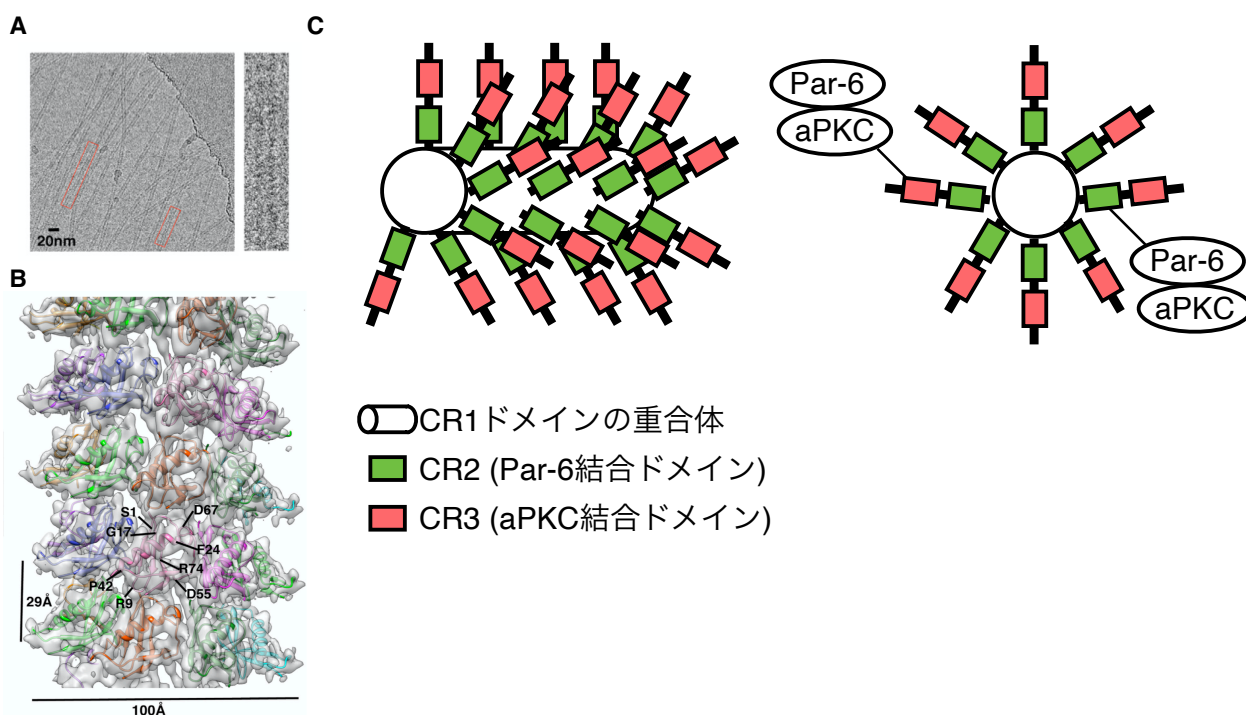 A
20nm
B
S1
D67
G17
F24
R74
P42
R9
D55
29Å
100Å
C
Par-6
aPKC
Par-6
aPKC
CR1ドメインの重合体
CR2 (Par-6結合ドメイン)
CR3 (aPKC結合ドメイン)